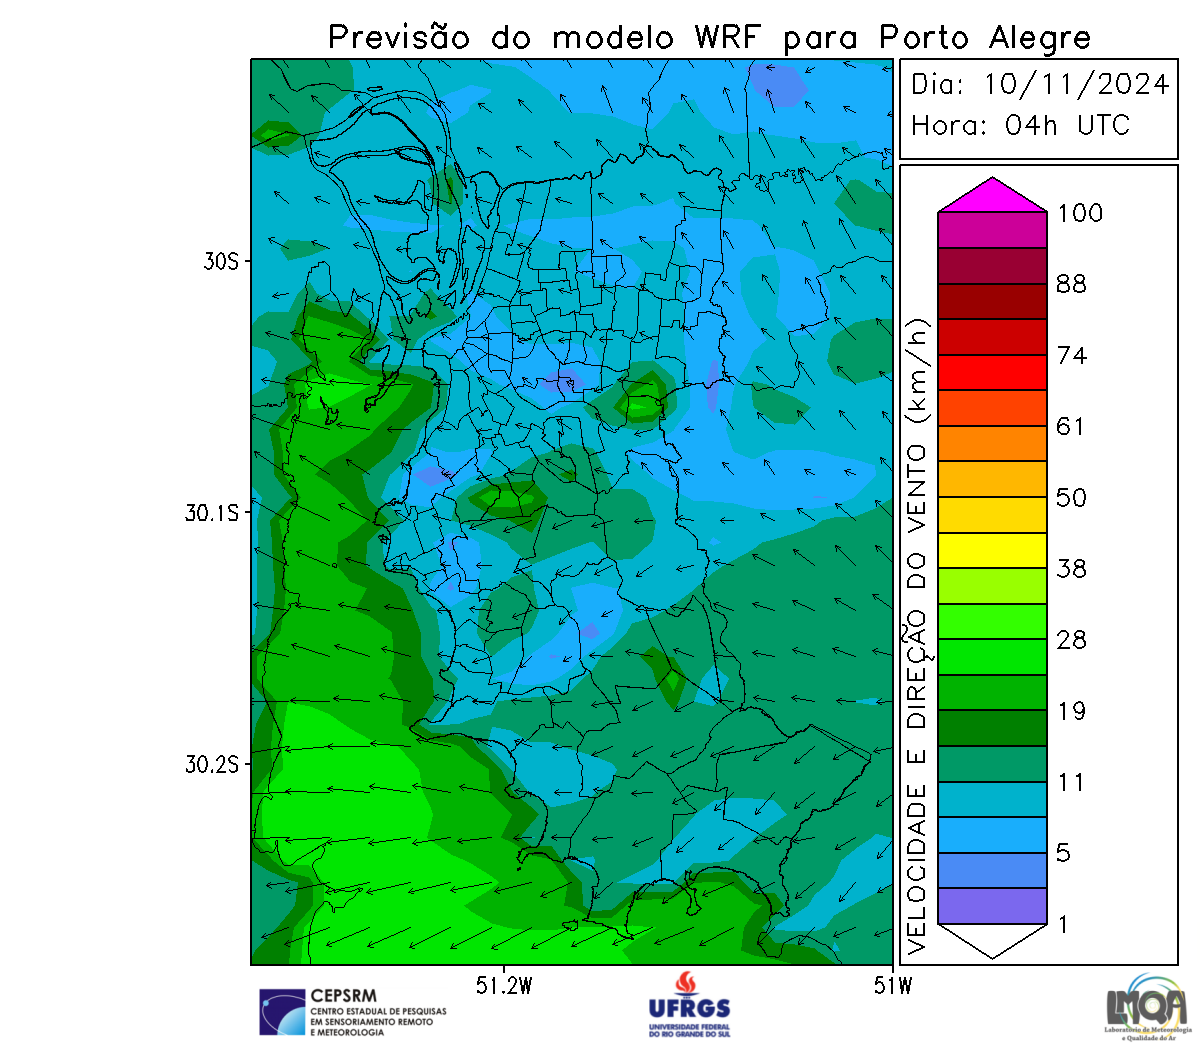 Previsão do modelo WRF para Porto Alegre
Dia: 10/11/2024
Hora: 04h UTC
30S
30.1S
30.2S
51.2W
51W
VELOCIDADE E DIREÇÃO DO VENTO (km/h)
100
88
74
61
50
38
28
19
11
5
1
CEPSRM
CENTRO ESTADUAL DE PESQUISAS
EM SENSORIAMENTO REMOTO
E METEOROLOGIA
UFRGS
UNIVERSIDADE FEDERAL
DO RIO GRANDE DO SUL
LMQA
Laboratório de Meteorologia
e Qualidade do Ar